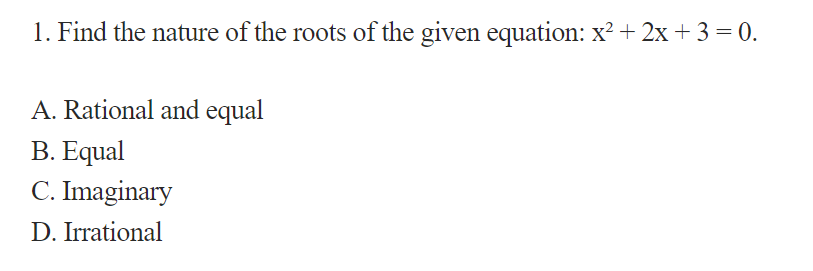 1. Find the nature of the roots of the given equation: x² + 2x + 3 = 0.
A. Rational and equal
B. Equal
C. Imaginary
D. Irrational